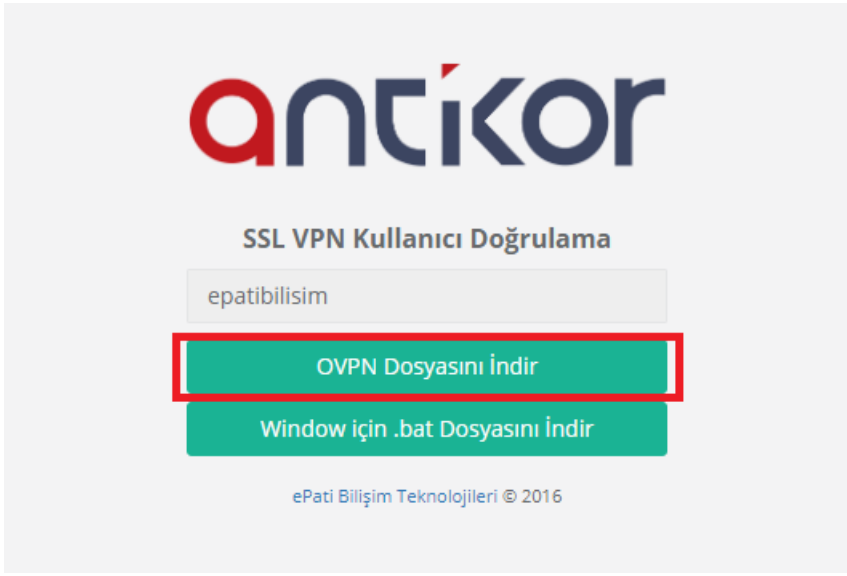 antikor
SSL VPN Kullanıcı Doğrulama
epatibilisim
OVPN Dosyasını İndir
Window için .bat Dosyasını İndir
ePati Bilişim Teknolojileri © 2016